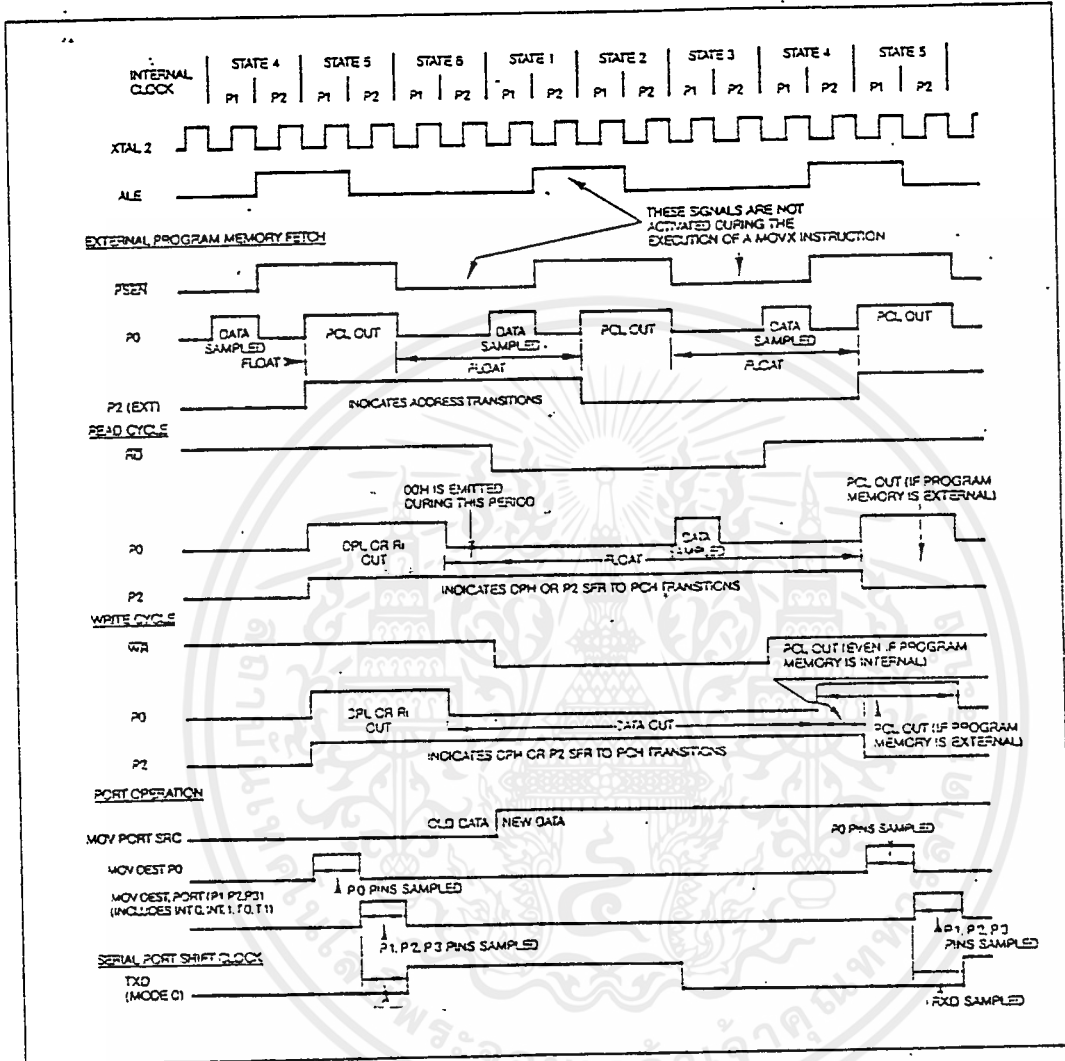 INTERNAL CLOCK
STATE 4 STATE 5 STATE 6 STATE 1 STATE 2 STATE 3 STATE 4 STATE 5
P1 P2 P1 P2 P1 P2 P1 P2 P1 P2 P1 P2 P1 P2 P1 P2
XTAL 2
ALE
THESE SIGNALS ARE NOT
ACTIVATED DURING THE
EXECUTION OF A MOVX INSTRUCTION
EXTERNAL PROGRAM MEMORY FETCH
PSEN
P0
DATA SAMPLED
PCL OUT
DATA SAMPLED
PCL OUT
DATA SAMPLED
PCL OUT
FLOAT
FLOAT
FLOAT
P2 (EXT)
INDICATES ADDRESS TRANSITIONS
READ CYCLE
RD
00H IS EMITTED
DURING THIS PERIOD
PCL OUT (IF PROGRAM
MEMORY IS EXTERNAL)
P0
DPL OR Ri
OUT
DATA
SAMPLED
FLOAT
P2
INDICATES DPH OR P2 SFR TO PCH TRANSITIONS
WRITE CYCLE
WR
PCL OUT (EVEN IF PROGRAM
MEMORY IS INTERNAL)
P0
DPL OR Ri
OUT
DATA OUT
PCL OUT (IF PROGRAM
MEMORY IS EXTERNAL)
P2
INDICATES DPH OR P2 SFR TO PCH TRANSITIONS
PORT OPERATION
MOV PORT SRC
OLD DATA NEW DATA
P0 PINS SAMPLED
MOV DEST P0
P0 PINS SAMPLED
MOV DEST, PORT (P1 P2, P3)
(INCLUDES INT 0, INT 1, T 0, T 1)
P1, P2, P3 PINS SAMPLED
P1, P2, P3
PINS SAMPLED
SERIAL PORT SHIFT CLOCK
TXD
(MODE 0)
RXD SAMPLED